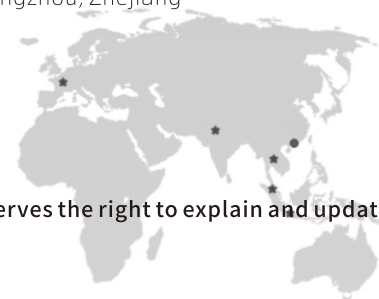 ngzhou, Zhejiang
erves the right to explain and updat